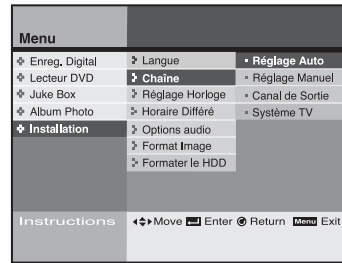 Menu
Enreg. Digital
Lecteur DVD
Juke Box
Album Photo
Installation
Langue
Chaîne
Réglage Horloge
Horaire Différé
Options audio
Format Image
Formater le HDD
Réglage Auto
Réglage Manuel
Canal de Sortie
Système TV
Instructions Move Enter Return Menu Exit